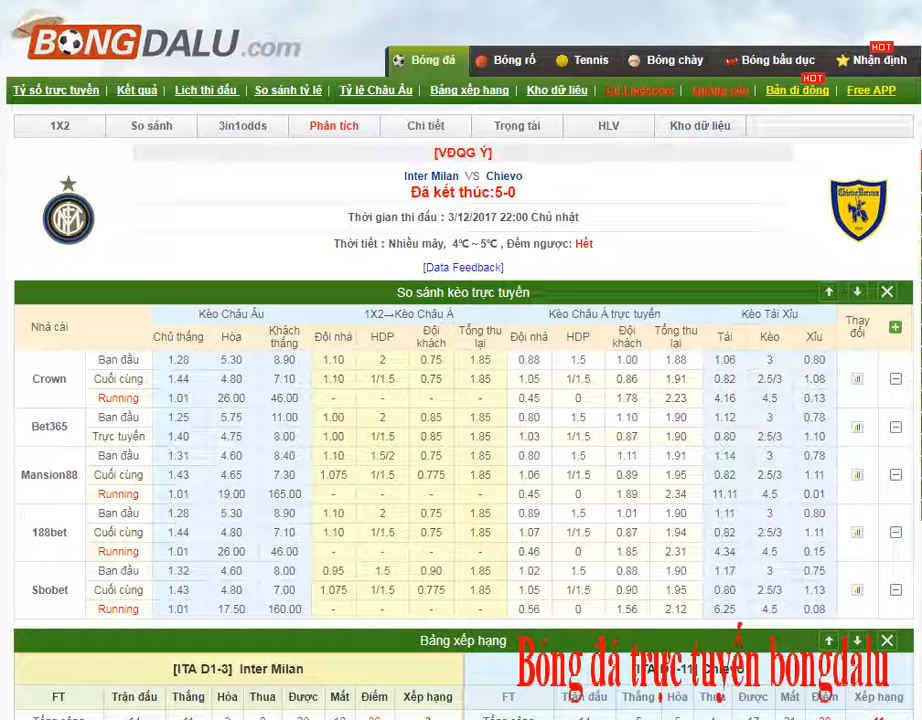 BONGDALU.com
Bóng đá Bóng rổ Tennis Bóng chày Bóng bầu dục HOT Nhận định
Tỷ số trực tuyến | Kết quả | Lịch thi đấu | So sánh tỷ lệ | Tỷ lệ Châu Âu | Bảng xếp hạng | Kho dữ liệu | | | HOT Bản di động | Free APP
1X2 So sánh 3in1odds Phân tích Chi tiết Trọng tài HLV Kho dữ liệu
[VĐQG Ý]
Inter Milan VS Chievo
Đã kết thúc:5-0
Thời gian thi đấu : 3/12/2017 22:00 Chủ nhật
Thời tiết : Nhiều mây, 4℃~5℃ , Đếm ngược: Hết
[Data Feedback]
So sánh kèo trực tuyến
Nhà cái Kèo Châu Âu 1X2→Kèo Châu Á Kèo Châu Á trực tuyến Kèo Tài Xỉu Thay đổi
Chủ thắng Hòa Khách thắng Đội nhà HDP Đội khách Tổng thu lại Đội nhà HDP Đội khách Tổng thu lại Tài Kèo Xỉu
Crown Ban đầu 1.28 5.30 8.90 1.10 2 0.75 1.85 0.88 1.5 1.00 1.88 1.06 3 0.80
Cuối cùng 1.44 4.80 7.10 1.10 1/1.5 0.75 1.85 1.05 1/1.5 0.86 1.91 0.82 2.5/3 1.08
Running 1.01 26.00 46.00 - - - - 0.45 0 1.78 2.23 4.16 4.5 0.13
Bet365 Ban đầu 1.25 5.75 11.00 1.00 2 0.85 1.85 0.80 1.5 1.10 1.90 1.12 3 0.78
Trực tuyến 1.40 4.75 8.00 1.00 1/1.5 0.85 1.85 1.03 1/1.5 0.87 1.90 0.80 2.5/3 1.10
Mansion88 Ban đầu 1.31 4.60 8.40 1.10 1.5/2 0.75 1.85 0.80 1.5 1.11 1.91 1.14 3 0.78
Cuối cùng 1.43 4.65 7.30 1.075 1/1.5 0.775 1.85 1.06 1/1.5 0.89 1.95 0.82 2.5/3 1.11
Running 1.01 19.00 165.00 - - - - 0.45 0 1.89 2.34 11.11 4.5 0.01
188bet Ban đầu 1.28 5.30 8.90 1.10 2 0.75 1.85 0.89 1.5 1.01 1.90 1.11 3 0.80
Cuối cùng 1.44 4.80 7.10 1.10 1/1.5 0.75 1.85 1.07 1/1.5 0.87 1.94 0.82 2.5/3 1.11
Running 1.01 26.00 46.00 - - - - 0.46 0 1.85 2.31 4.34 4.5 0.15
Sbobet Ban đầu 1.32 4.60 8.00 0.95 1.5 0.90 1.85 1.02 1.5 0.88 1.90 1.17 3 0.75
Cuối cùng 1.43 4.80 7.00 1.075 1/1.5 0.775 1.85 1.05 1/1.5 0.90 1.95 0.80 2.5/3 1.13
Running 1.01 17.50 160.00 - - - - 0.56 0 1.56 2.12 6.25 4.5 0.08
Bảng xếp hạng
[ITA D1-3] Inter Milan
Bóng đá trực tuyến bongdalu
FT Trận đấu Thắng Hòa Thua Được Mất Điểm Xếp hạng FT Trận đấu Thắng Hòa Thua Được Mất Điểm Xếp hạng